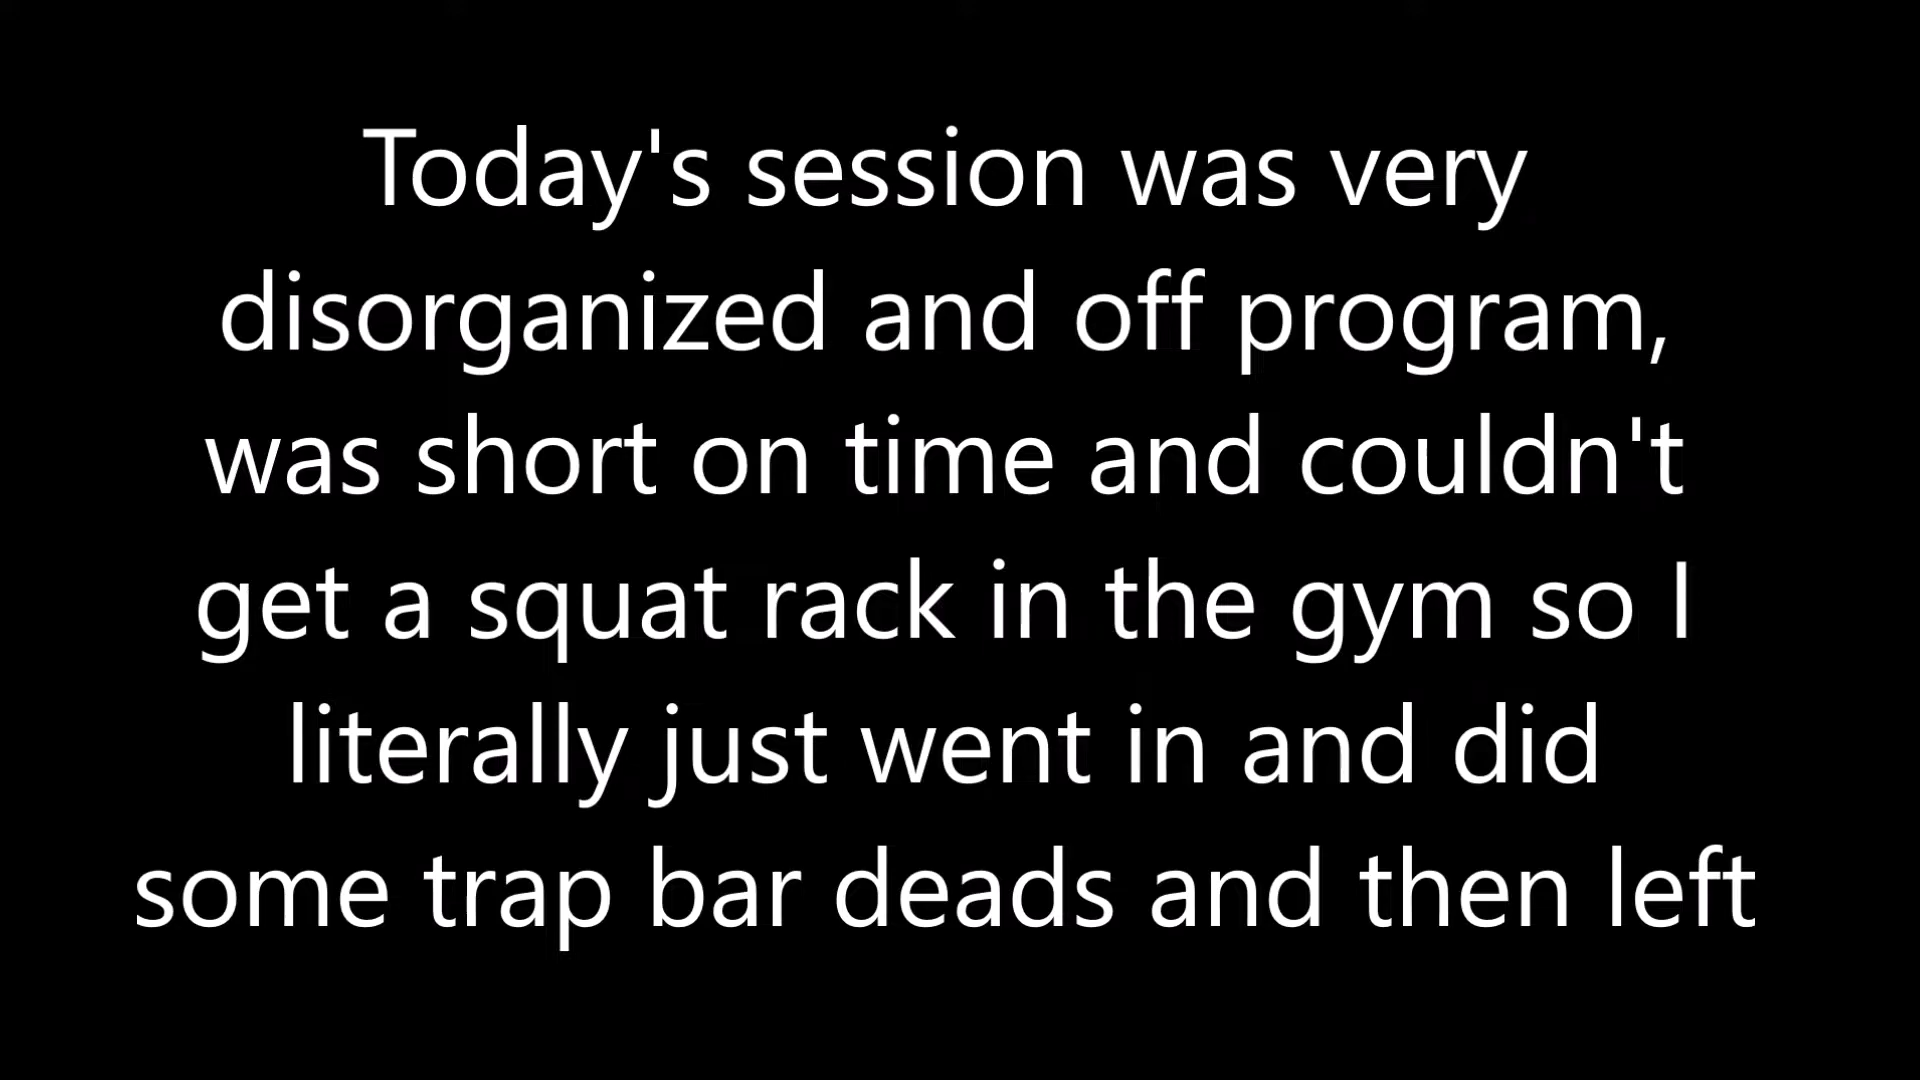 Today's session was very
disorganized and off program,
was short on time and couldn't
get a squat rack in the gym so I
literally just went in and did
some trap bar deads and then left